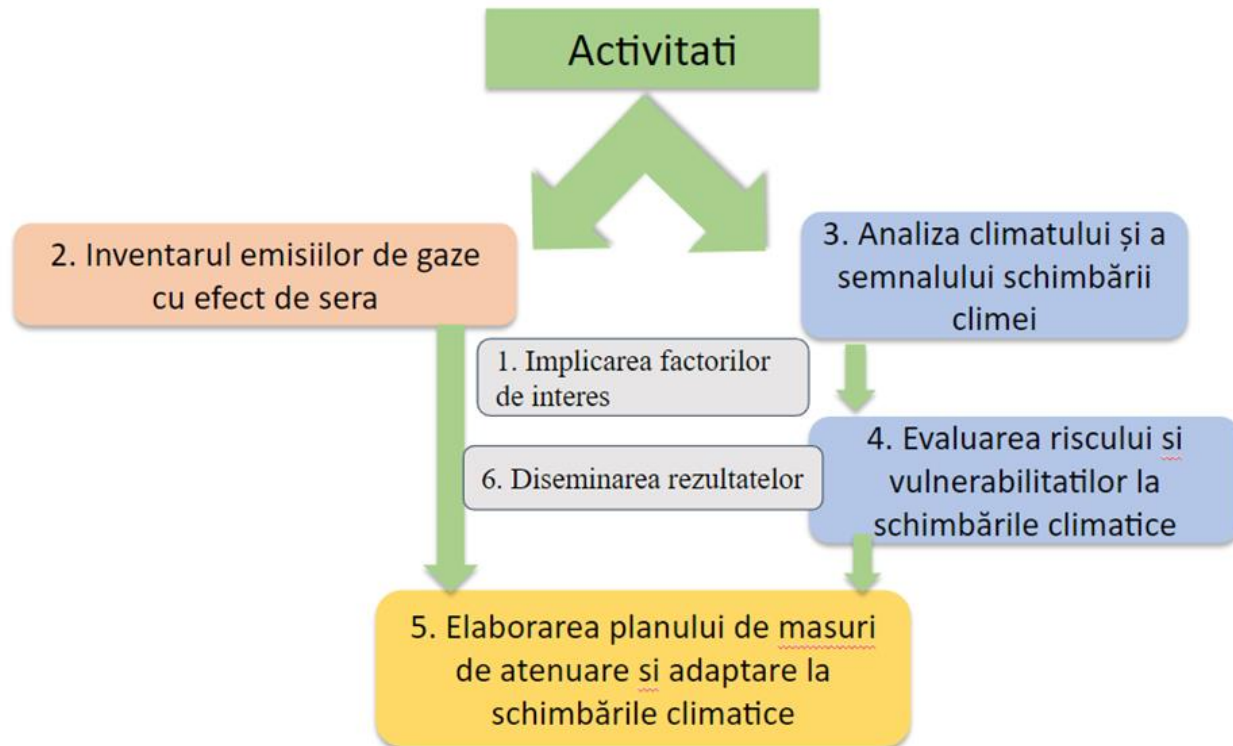 Activitati
2. Inventarul emisiilor de gaze
cu efect de sera
3. Analiza climatului și a
semnalului schimbării
climei
1. Implicarea factorilor
de interes
4. Evaluarea riscului si
vulnerabilitatilor la
schimbările climatice
6. Diseminarea rezultatelor
5. Elaborarea planului de masuri
de atenuare si adaptare la
schimbările climatice